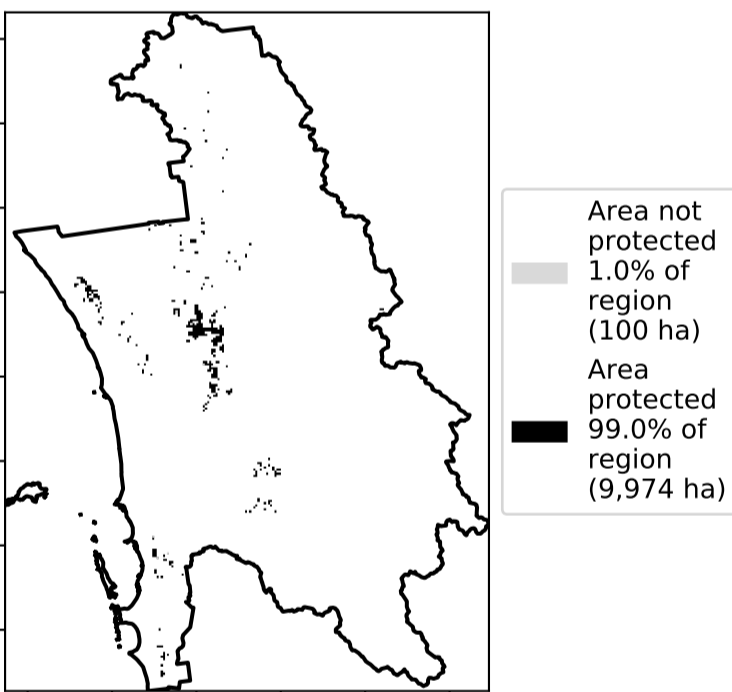 Area not
protected
1.0% of
region
(100 ha)
Area
protected
99.0% of
region
(9,974 ha)